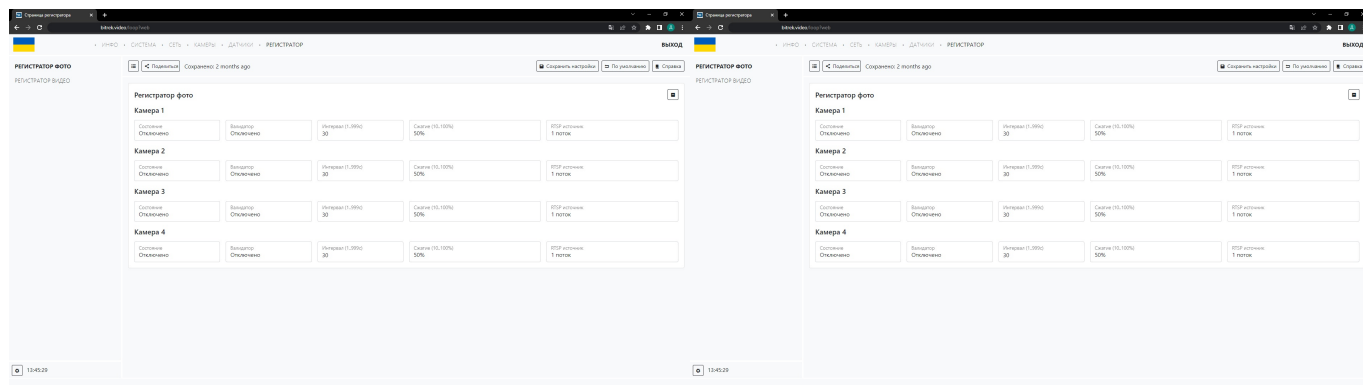 Страница регистратора
bitrek.video/loop?web
ИНФО СИСТЕМА СЕТЬ КАМЕРЫ ДАТЧИКИ РЕГИСТРАТОР ВЫХОД
РЕГИСТРАТОР ФОТО
РЕГИСТРАТОР ВИДЕО
Поделиться Сохранено: 2 months ago Сохранить настройки По умолчанию Справка
Регистратор фото
Камера 1
Состояние Валидатор Интервал (1..999с) Сжатие (10..100%) RTSP источник
Отключено Отключено 30 50% 1 поток
Камера 2
Состояние Валидатор Интервал (1..999с) Сжатие (10..100%) RTSP источник
Отключено Отключено 30 50% 1 поток
Камера 3
Состояние Валидатор Интервал (1..999с) Сжатие (10..100%) RTSP источник
Отключено Отключено 30 50% 1 поток
Камера 4
Состояние Валидатор Интервал (1..999с) Сжатие (10..100%) RTSP источник
Отключено Отключено 30 50% 1 поток
13:45:29
Страница регистратора
bitrek.video/loop?web
ИНФО СИСТЕМА СЕТЬ КАМЕРЫ ДАТЧИКИ РЕГИСТРАТОР ВЫХОД
РЕГИСТРАТОР ФОТО
РЕГИСТРАТОР ВИДЕО
Поделиться Сохранено: 2 months ago Сохранить настройки По умолчанию Справка
Регистратор фото
Камера 1
Состояние Валидатор Интервал (1..999с) Сжатие (10..100%) RTSP источник
Отключено Отключено 30 50% 1 поток
Камера 2
Состояние Валидатор Интервал (1..999с) Сжатие (10..100%) RTSP источник
Отключено Отключено 30 50% 1 поток
Камера 3
Состояние Валидатор Интервал (1..999с) Сжатие (10..100%) RTSP источник
Отключено Отключено 30 50% 1 поток
Камера 4
Состояние Валидатор Интервал (1..999с) Сжатие (10..100%) RTSP источник
Отключено Отключено 30 50% 1 поток
13:45:29